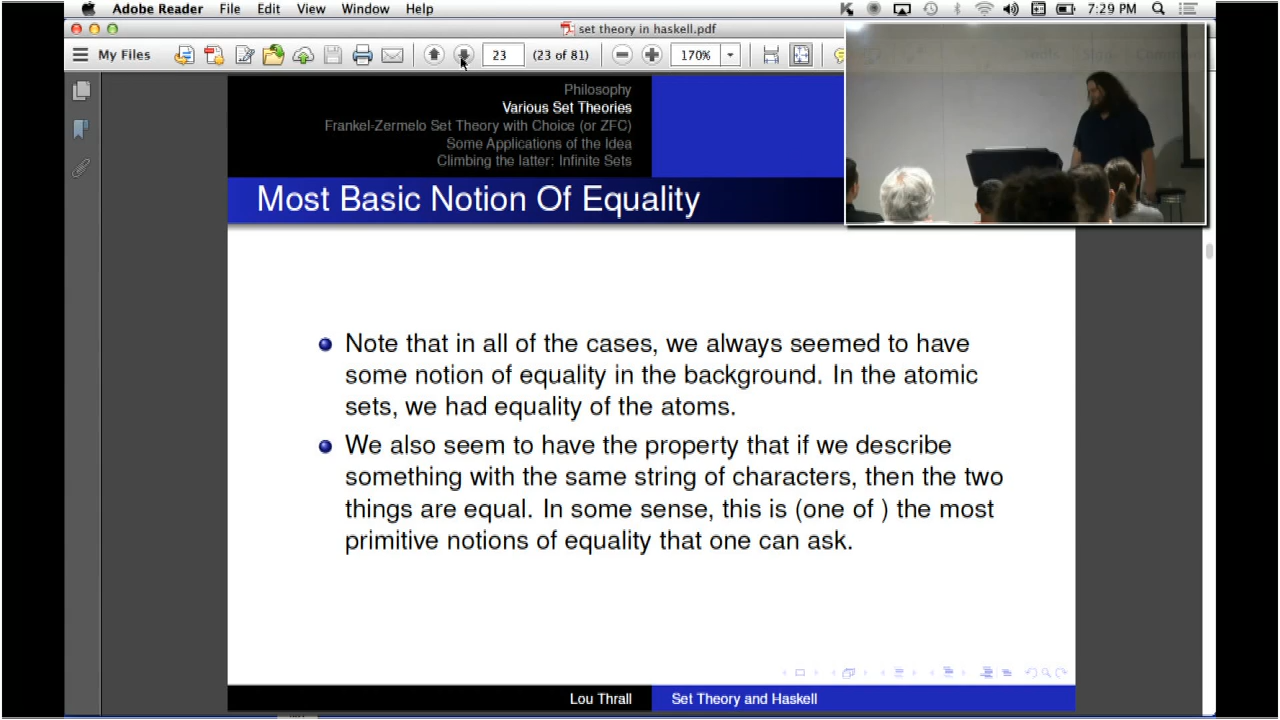 Adobe Reader File Edit View Window Help 7:29 PM
set theory in haskell.pdf
My Files 23 (23 of 81) 170%
Philosophy
Various Set Theories
Frankel-Zermelo Set Theory with Choice (or ZFC)
Some Applications of the Idea
Climbing the latter: Infinite Sets
Most Basic Notion Of Equality
Note that in all of the cases, we always seemed to have
some notion of equality in the background. In the atomic
sets, we had equality of the atoms.
We also seem to have the property that if we describe
something with the same string of characters, then the two
things are equal. In some sense, this is (one of ) the most
primitive notions of equality that one can ask.
Lou Thrall Set Theory and Haskell